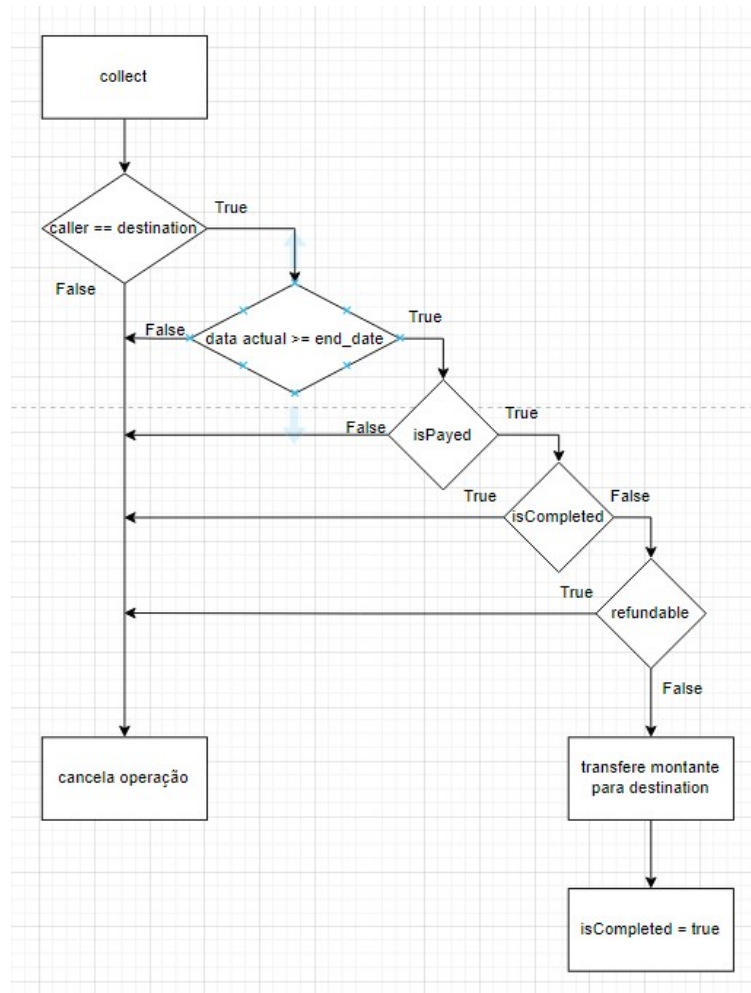 collect
caller == destination
True
False
data actual >= end_date
False
True
isPayed
False
True
isCompleted
True
False
refundable
True
False
cancela operação
transfere montante
para destination
isCompleted = true